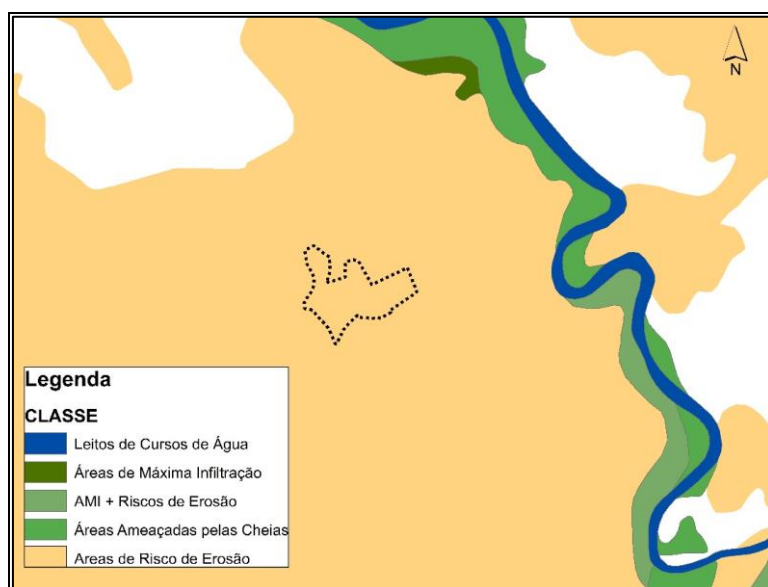 N
Legenda
CLASSE
Leitos de Cursos de Água
Áreas de Máxima Infiltração
AMI + Riscos de Erosão
Áreas Ameaçadas pelas Cheias
Areas de Risco de Erosão